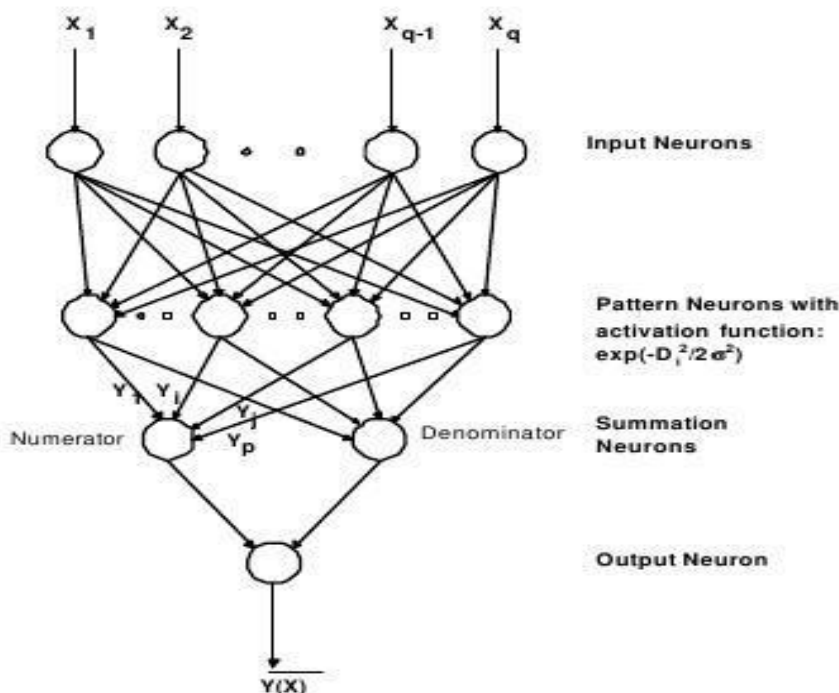 X1 X2 Xq-1 Xq
Input Neurons
Pattern Neurons with
activation function:
exp(-Di²/2σ²)
Y1 Yi
Yj
Numerator
Yp
Denominator
Summation
Neurons
Output Neuron
Y(X)